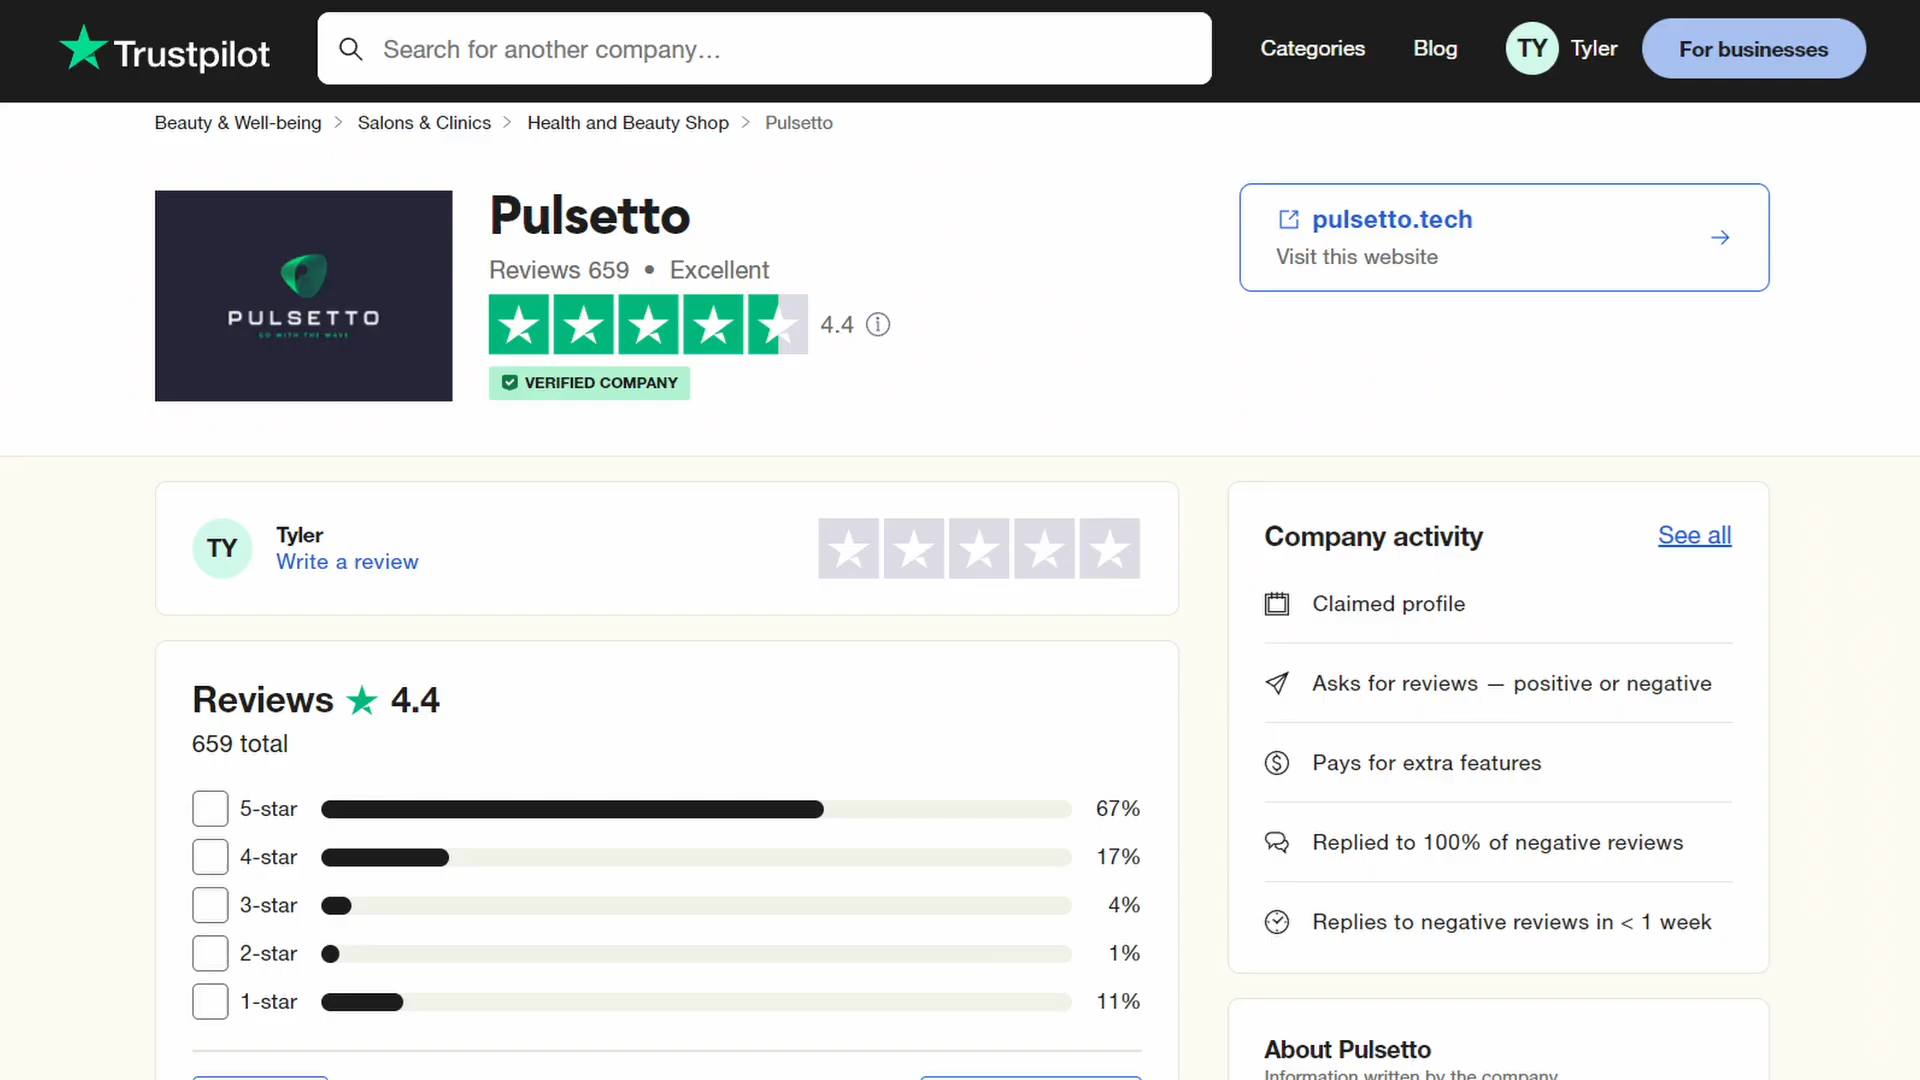 Trustpilot
Search for another company...
Categories
Blog
TY
Tyler
For businesses
Beauty & Well-being > Salons & Clinics > Health and Beauty Shop > Pulsetto
PULSETTO
GO WITH THE WAVE
Pulsetto
Reviews 659 • Excellent
4.4
VERIFIED COMPANY
pulsetto.tech
Visit this website
TY
Tyler
Write a review
Reviews 4.4
659 total
5-star 67%
4-star 17%
3-star 4%
2-star 1%
1-star 11%
Company activity
See all
Claimed profile
Asks for reviews — positive or negative
Pays for extra features
Replied to 100% of negative reviews
Replies to negative reviews in < 1 week
About Pulsetto
Information written by the company